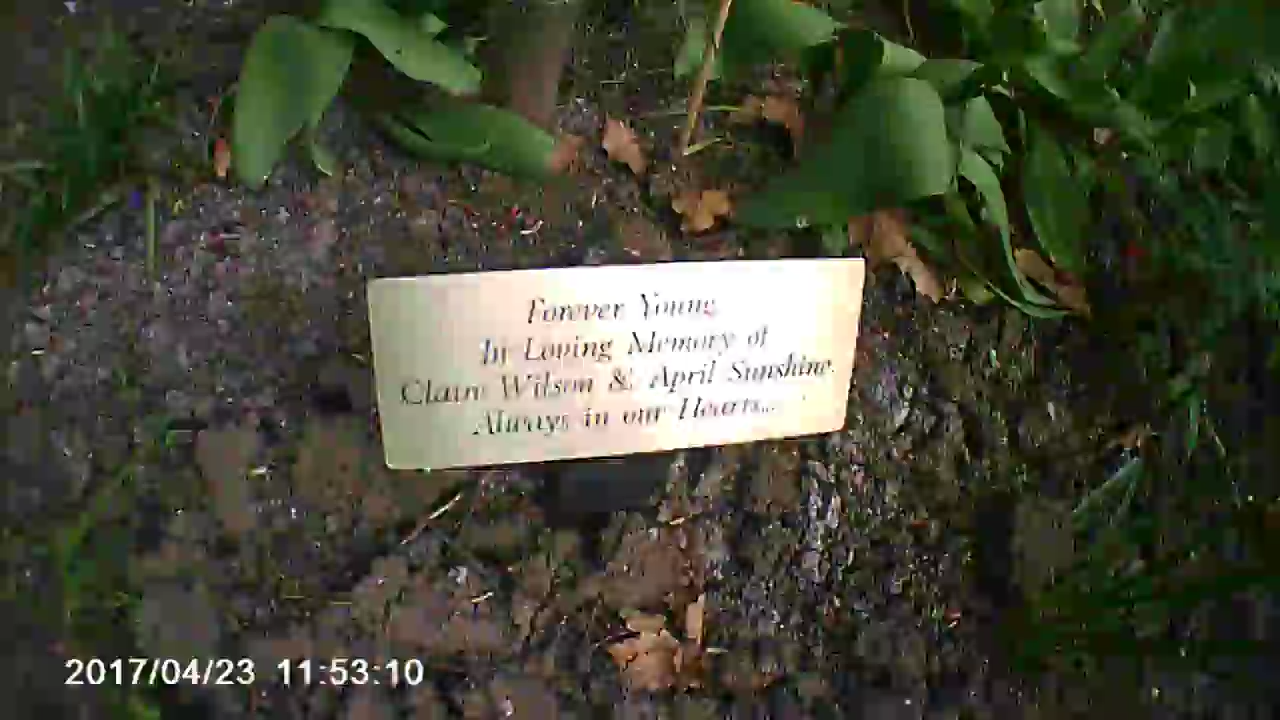 Forever Young
In Loving Memory of
Claire Wilson & April Sunshine.
Always in our Hearts...
2017/04/23 11:53:10